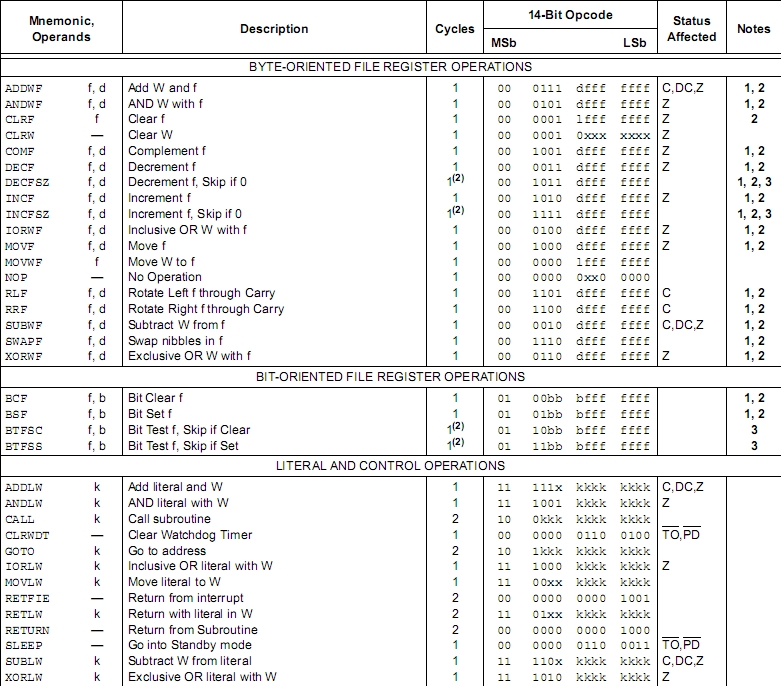 Mnemonic, Operands Description Cycles 14-Bit Opcode Status Affected Notes
MSb LSb
BYTE-ORIENTED FILE REGISTER OPERATIONS
ADDWF f, d Add W and f 1 00 0111 dfff ffff C,DC,Z 1, 2
ANDWF f, d AND W with f 1 00 0101 dfff ffff Z 1, 2
CLRF f Clear f 1 00 0001 lfff ffff Z 2
CLRW — Clear W 1 00 0001 0xxx xxxx Z
COMF f, d Complement f 1 00 1001 dfff ffff Z 1, 2
DECF f, d Decrement f 1 00 0011 dfff ffff Z 1, 2
DECFSZ f, d Decrement f, Skip if 0 1(2) 00 1011 dfff ffff 1, 2, 3
INCF f, d Increment f 1 00 1010 dfff ffff Z 1, 2
INCFSZ f, d Increment f, Skip if 0 1(2) 00 1111 dfff ffff 1, 2, 3
IORWF f, d Inclusive OR W with f 1 00 0100 dfff ffff Z 1, 2
MOVF f, d Move f 1 00 1000 dfff ffff Z 1, 2
MOVWF f Move W to f 1 00 0000 lfff ffff
NOP — No Operation 1 00 0000 0xx0 0000
RLF f, d Rotate Left f through Carry 1 00 1101 dfff ffff C 1, 2
RRF f, d Rotate Right f through Carry 1 00 1100 dfff ffff C 1, 2
SUBWF f, d Subtract W from f 1 00 0010 dfff ffff C,DC,Z 1, 2
SWAPF f, d Swap nibbles in f 1 00 1110 dfff ffff 1, 2
XORWF f, d Exclusive OR W with f 1 00 0110 dfff ffff Z 1, 2
BIT-ORIENTED FILE REGISTER OPERATIONS
BCF f, b Bit Clear f 1 01 00bb bfff ffff 1, 2
BSF f, b Bit Set f 1 01 01bb bfff ffff 1, 2
BTFSC f, b Bit Test f, Skip if Clear 1(2) 01 10bb bfff ffff 3
BTFSS f, b Bit Test f, Skip if Set 1(2) 01 11bb bfff ffff 3
LITERAL AND CONTROL OPERATIONS
ADDLW k Add literal and W 1 11 111x kkkk kkkk C,DC,Z
ANDLW k AND literal with W 1 11 1001 kkkk kkkk Z
CALL k Call subroutine 2 10 0kkk kkkk kkkk
CLRWDT — Clear Watchdog Timer 1 00 0000 0110 0100 TO,PD
GOTO k Go to address 2 10 1kkk kkkk kkkk
IORLW k Inclusive OR literal with W 1 11 1000 kkkk kkkk Z
MOVLW k Move literal to W 1 11 00xx kkkk kkkk
RETFIE — Return from interrupt 2 00 0000 0000 1001
RETLW k Return with literal in W 2 11 01xx kkkk kkkk
RETURN — Return from Subroutine 2 00 0000 0000 1000
SLEEP — Go into Standby mode 1 00 0000 0110 0011 TO,PD
SUBLW k Subtract W from literal 1 11 110x kkkk kkkk C,DC,Z
XORLW k Exclusive OR literal with W 1 11 1010 kkkk kkkk Z